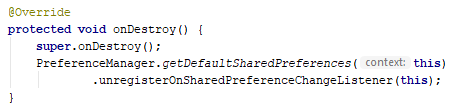 @Override
protected void onDestroy() {
    super.onDestroy();
    PreferenceManager.getDefaultSharedPreferences( context: this)
            .unregisterOnSharedPreferenceChangeListener(this);
}